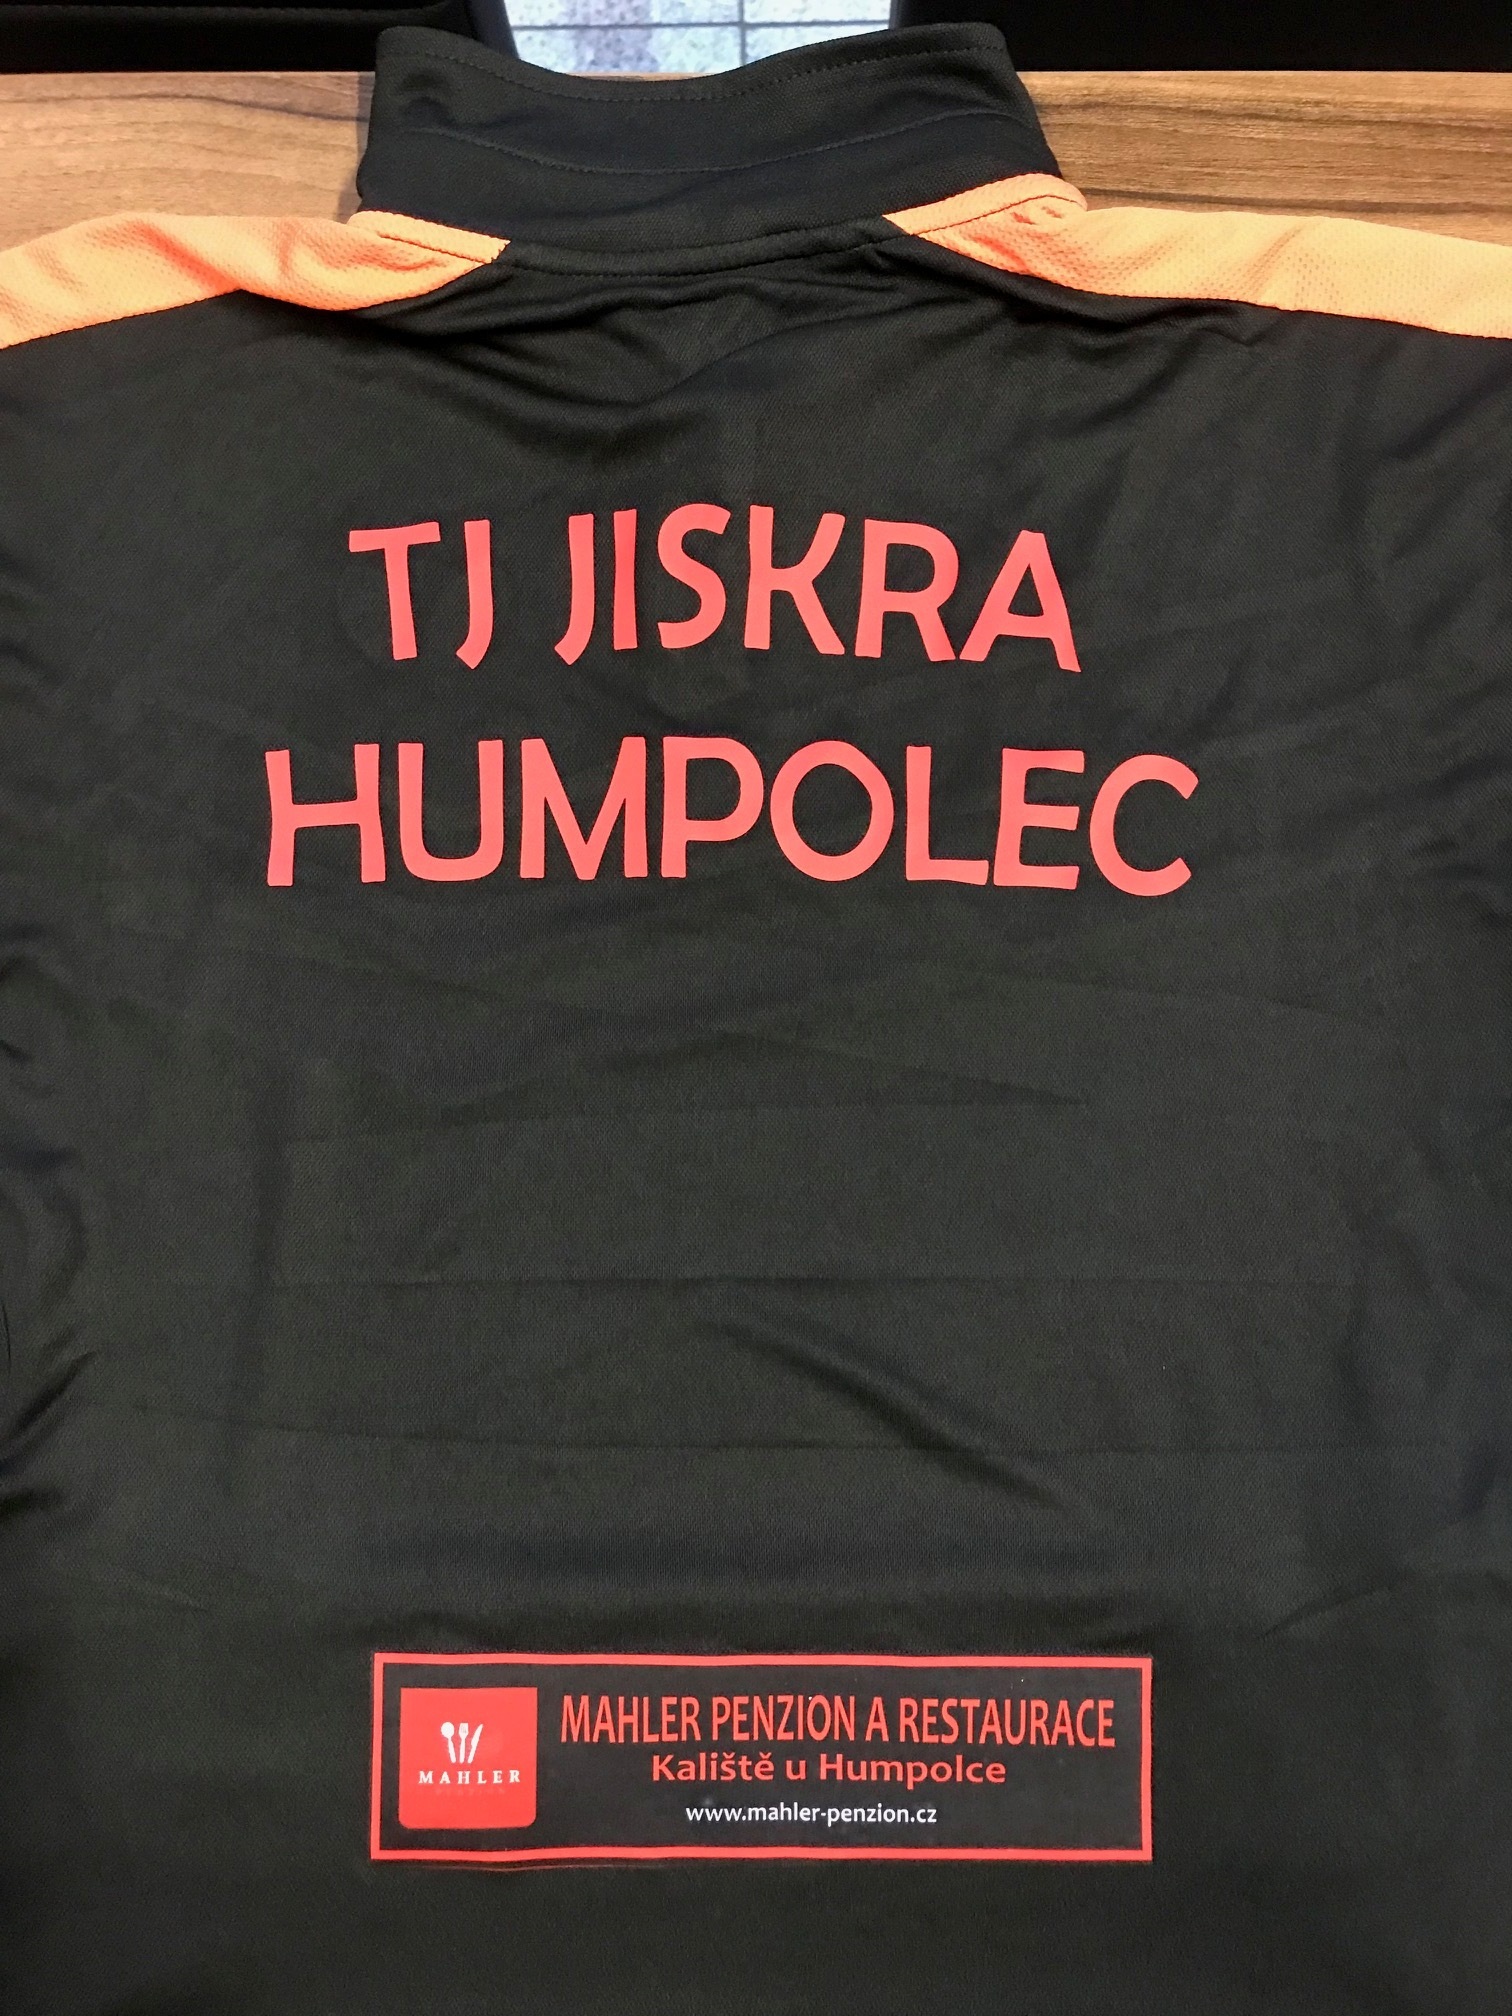 TJ JISKRA
HUMPOLEC
MAHLER
MAHLER PENZION A RESTAURACE
Kaliště u Humpolce
www.mahler-penzion.cz